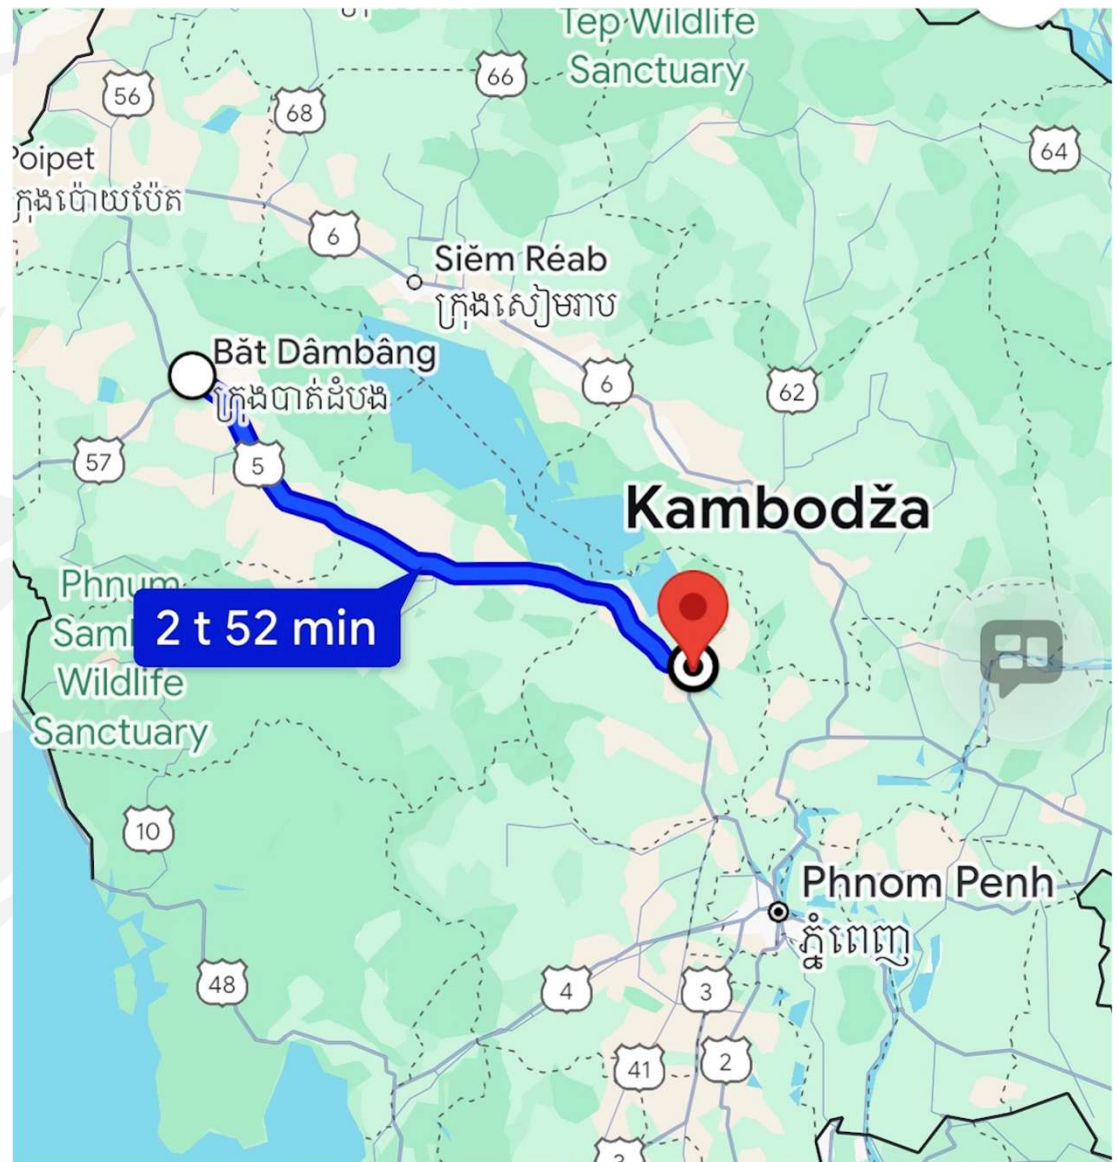 Tep Wildlife
Sanctuary
66
56
68
64
Poipet
ក្រុងប៉ោយប៉ែត
6
Siĕm Réab
ក្រុងសៀមរាប
Băt Dâmbâng
ក្រុងបាត់ដំបង
6
62
57
5
Kambodža
Phnum
Wildlife
Sanctuary
2 t 52 min
10
Phnom Penh
ភ្នំពេញ
48
4
3
41
2